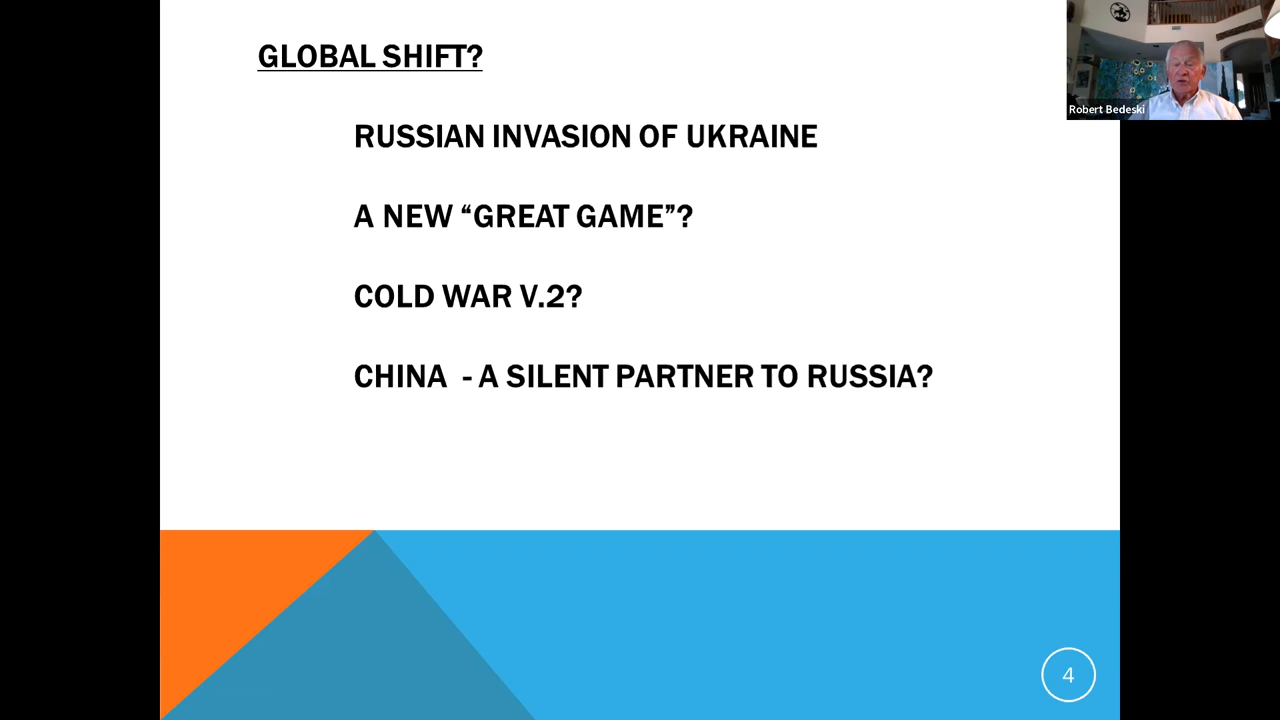 GLOBAL SHIFT?
Robert Bedeski
RUSSIAN INVASION OF UKRAINE
A NEW “GREAT GAME”?
COLD WAR V.2?
CHINA - A SILENT PARTNER TO RUSSIA?
4